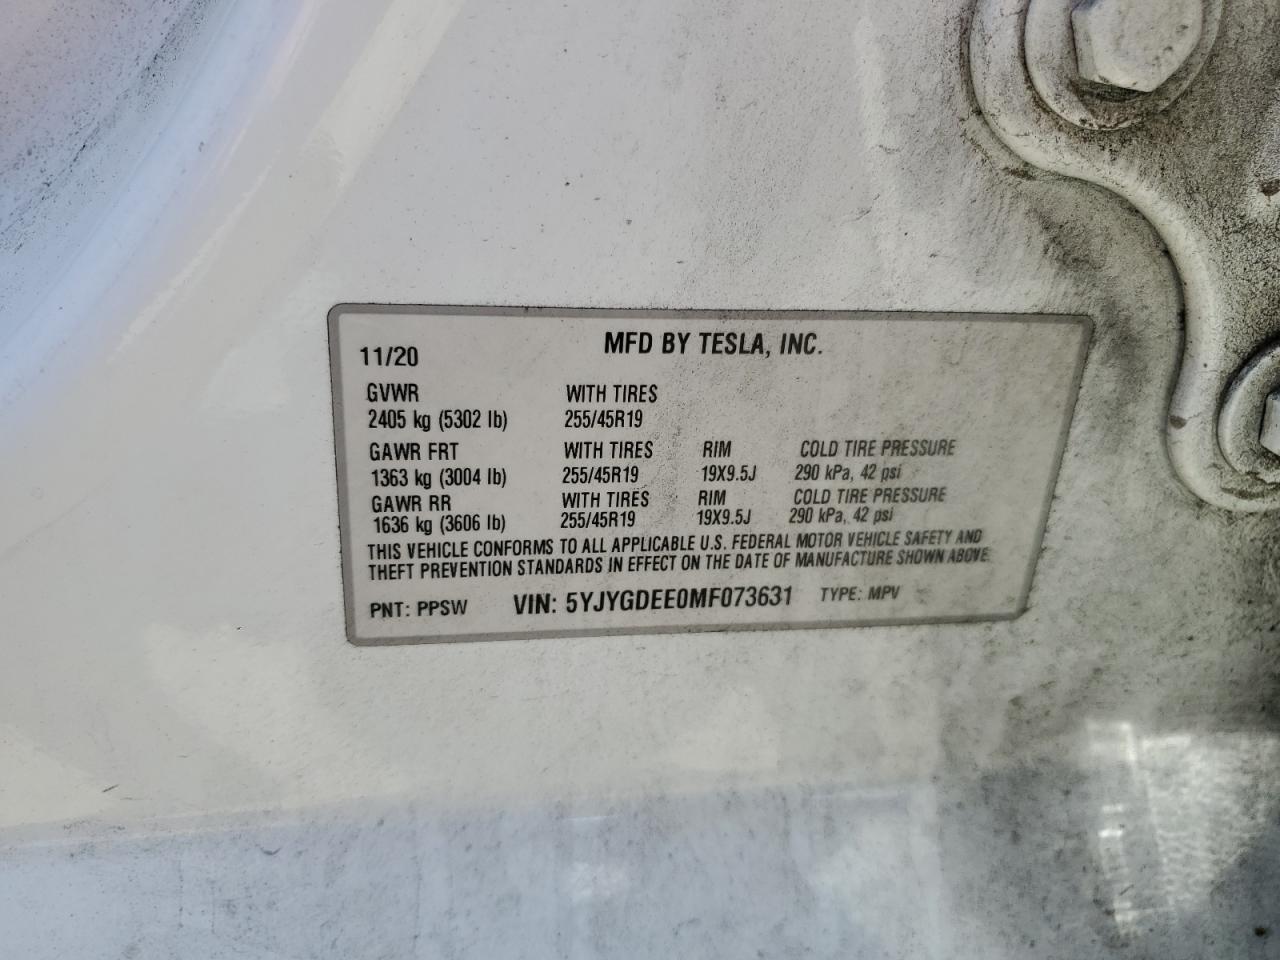 11/20 MFD BY TESLA, INC.
GVWR WITH TIRES
2405 kg (5302 lb) 255/45R19
GAWR FRT WITH TIRES RIM COLD TIRE PRESSURE
1363 kg (3004 lb) 255/45R19 19X9.5J 290 kPa, 42 psi
GAWR RR WITH TIRES RIM COLD TIRE PRESSURE
1636 kg (3606 lb) 255/45R19 19X9.5J 290 kPa, 42 psi
THIS VEHICLE CONFORMS TO ALL APPLICABLE U.S. FEDERAL MOTOR VEHICLE SAFETY AND
THEFT PREVENTION STANDARDS IN EFFECT ON THE DATE OF MANUFACTURE SHOWN ABOVE.
PNT: PPSW VIN: 5YJYGDEE0MF073631 TYPE: MPV